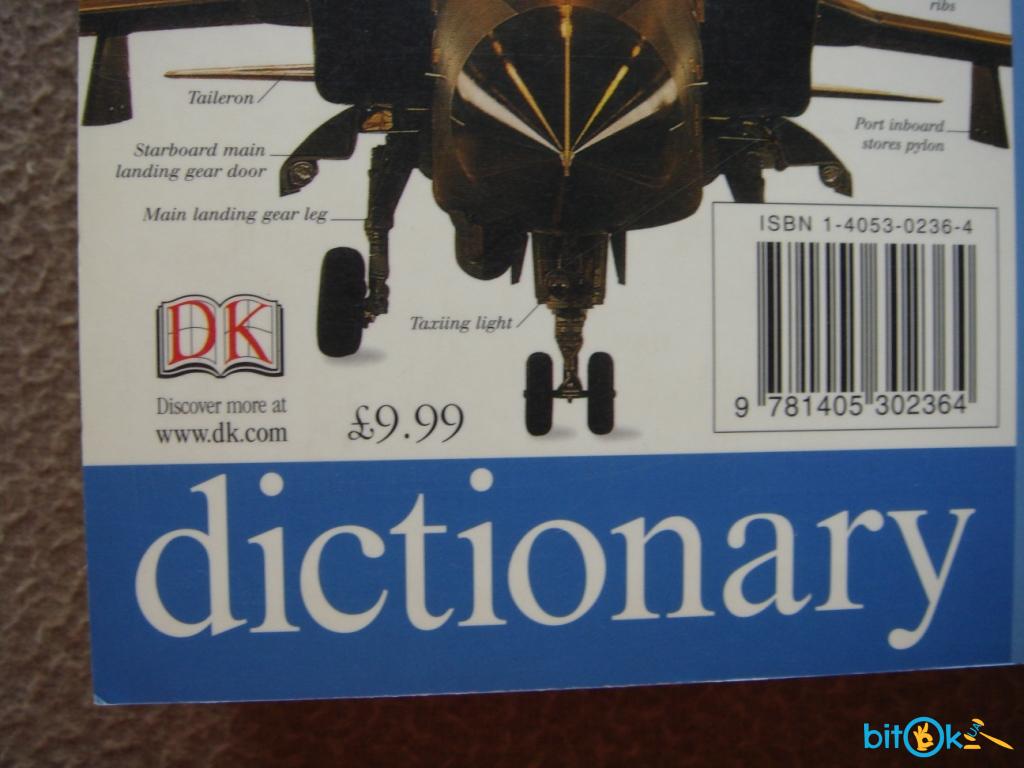 ribs
Taileron
Port inboard
stores pylon
Starboard main
landing gear door
Main landing gear leg
ISBN 1-4053-0236-4
DK
Taxiing light
Discover more at
www.dk.com
£9.99
9 781405 302364
dictionary
bitOk UA